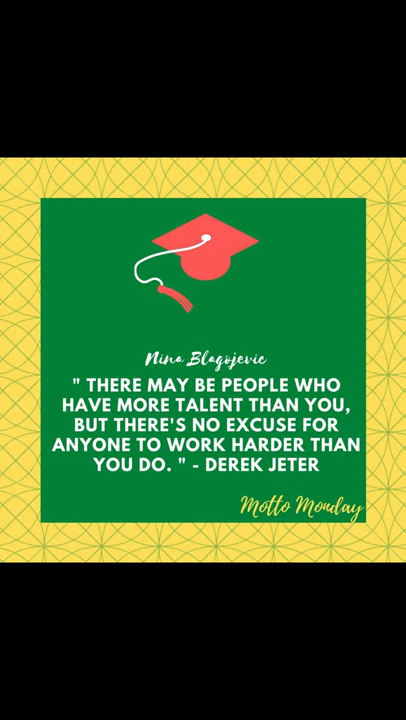 Nina Blagojevic
" THERE MAY BE PEOPLE WHO
HAVE MORE TALENT THAN YOU,
BUT THERE'S NO EXCUSE FOR
ANYONE TO WORK HARDER THAN
YOU DO. " - DEREK JETER
Motto Monday